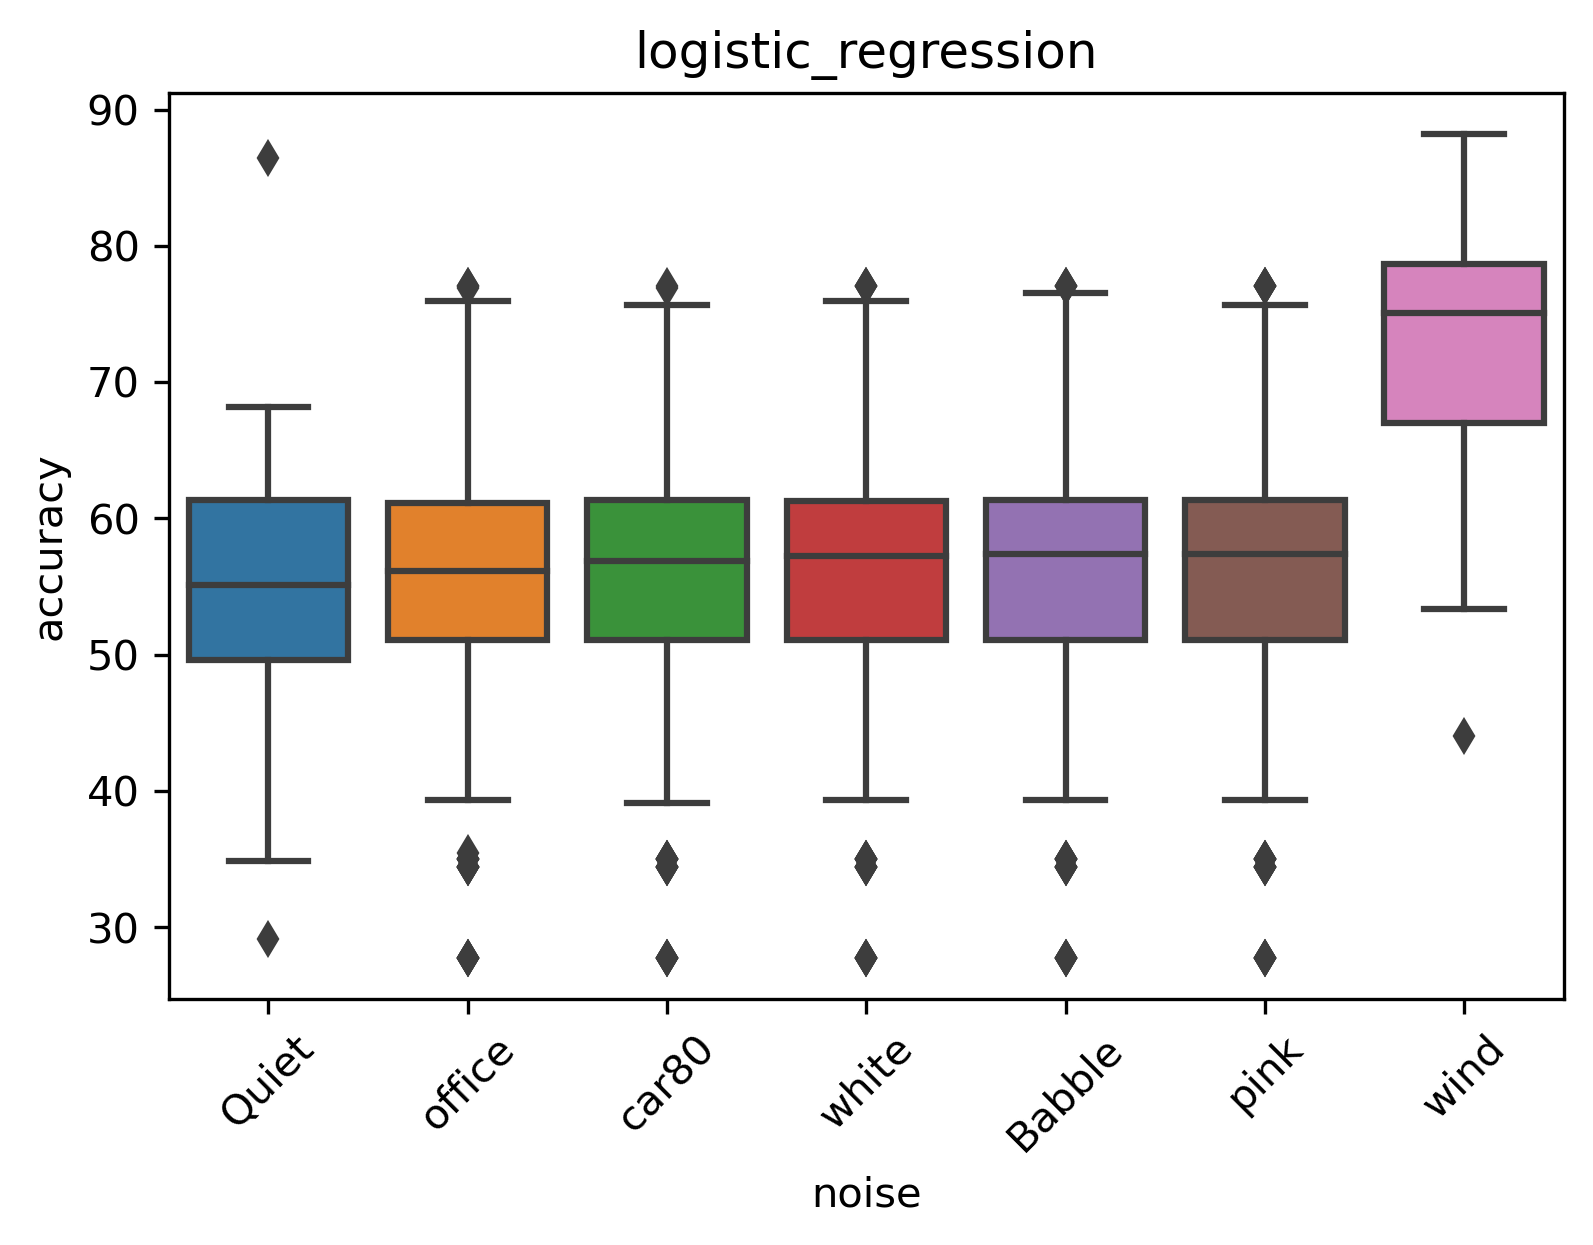 logistic_regression
90
80
70
60
50
40
30
accuracy
Quiet
office
car80
white
Babble
pink
wind
noise